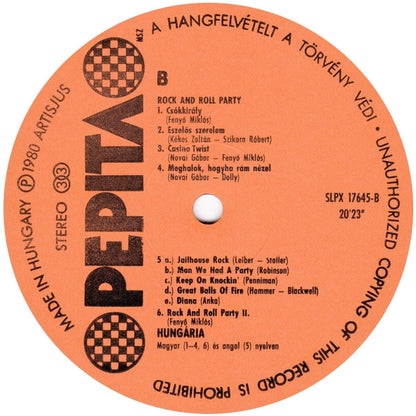 A HANGFELVÉTELT A TÖRVÉNY VÉDI · UNAUTHORIZED COPYING OF THIS RECORD IS PROHIBITED
MADE IN HUNGARY Ⓟ 1980 ARTISJUS
STEREO 33
PEPITA
MSZ
B
ROCK AND ROLL PARTY
1. Csókkirály
(Fenyő Miklós)
2. Eszelős szerelem
(Kékes Zoltán – Szikora Róbert)
3. Casino Twist
(Novai Gábor – Fenyő Miklós)
4. Meghalok, hogyha rám nézel
(Novai Gábor – Dolly)
SLPX 17645-B
20'23"
5 a.) Jailhouse Rock (Leiber – Stoller)
b.) Man We Had A Party (Robinson)
c.) Keep On Knockin' (Penniman)
d.) Great Balls Of Fire (Hammer – Blackwell)
e.) Diana (Anka)
6. Rock And Roll Party II.
(Fenyő Miklós)
HUNGÁRIA
Magyar (1–4, 6) és angol (5) nyelven